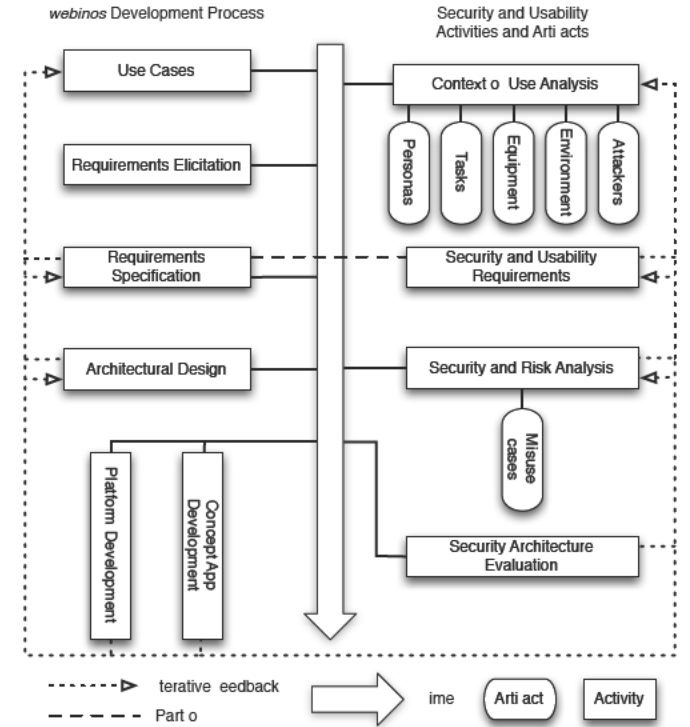 webinos Development Process
Security and Usability
Activities and Arti acts
Use Cases
Context o Use Analysis
Personas
Tasks
Equipment
Environment
Attackers
Requirements Elicitation
Requirements
Specification
Security and Usability
Requirements
Architectural Design
Security and Risk Analysis
Misuse
cases
Platform Development
Concept App
Development
Security Architecture
Evaluation
terative eedback
Part o
ime
Arti act
Activity